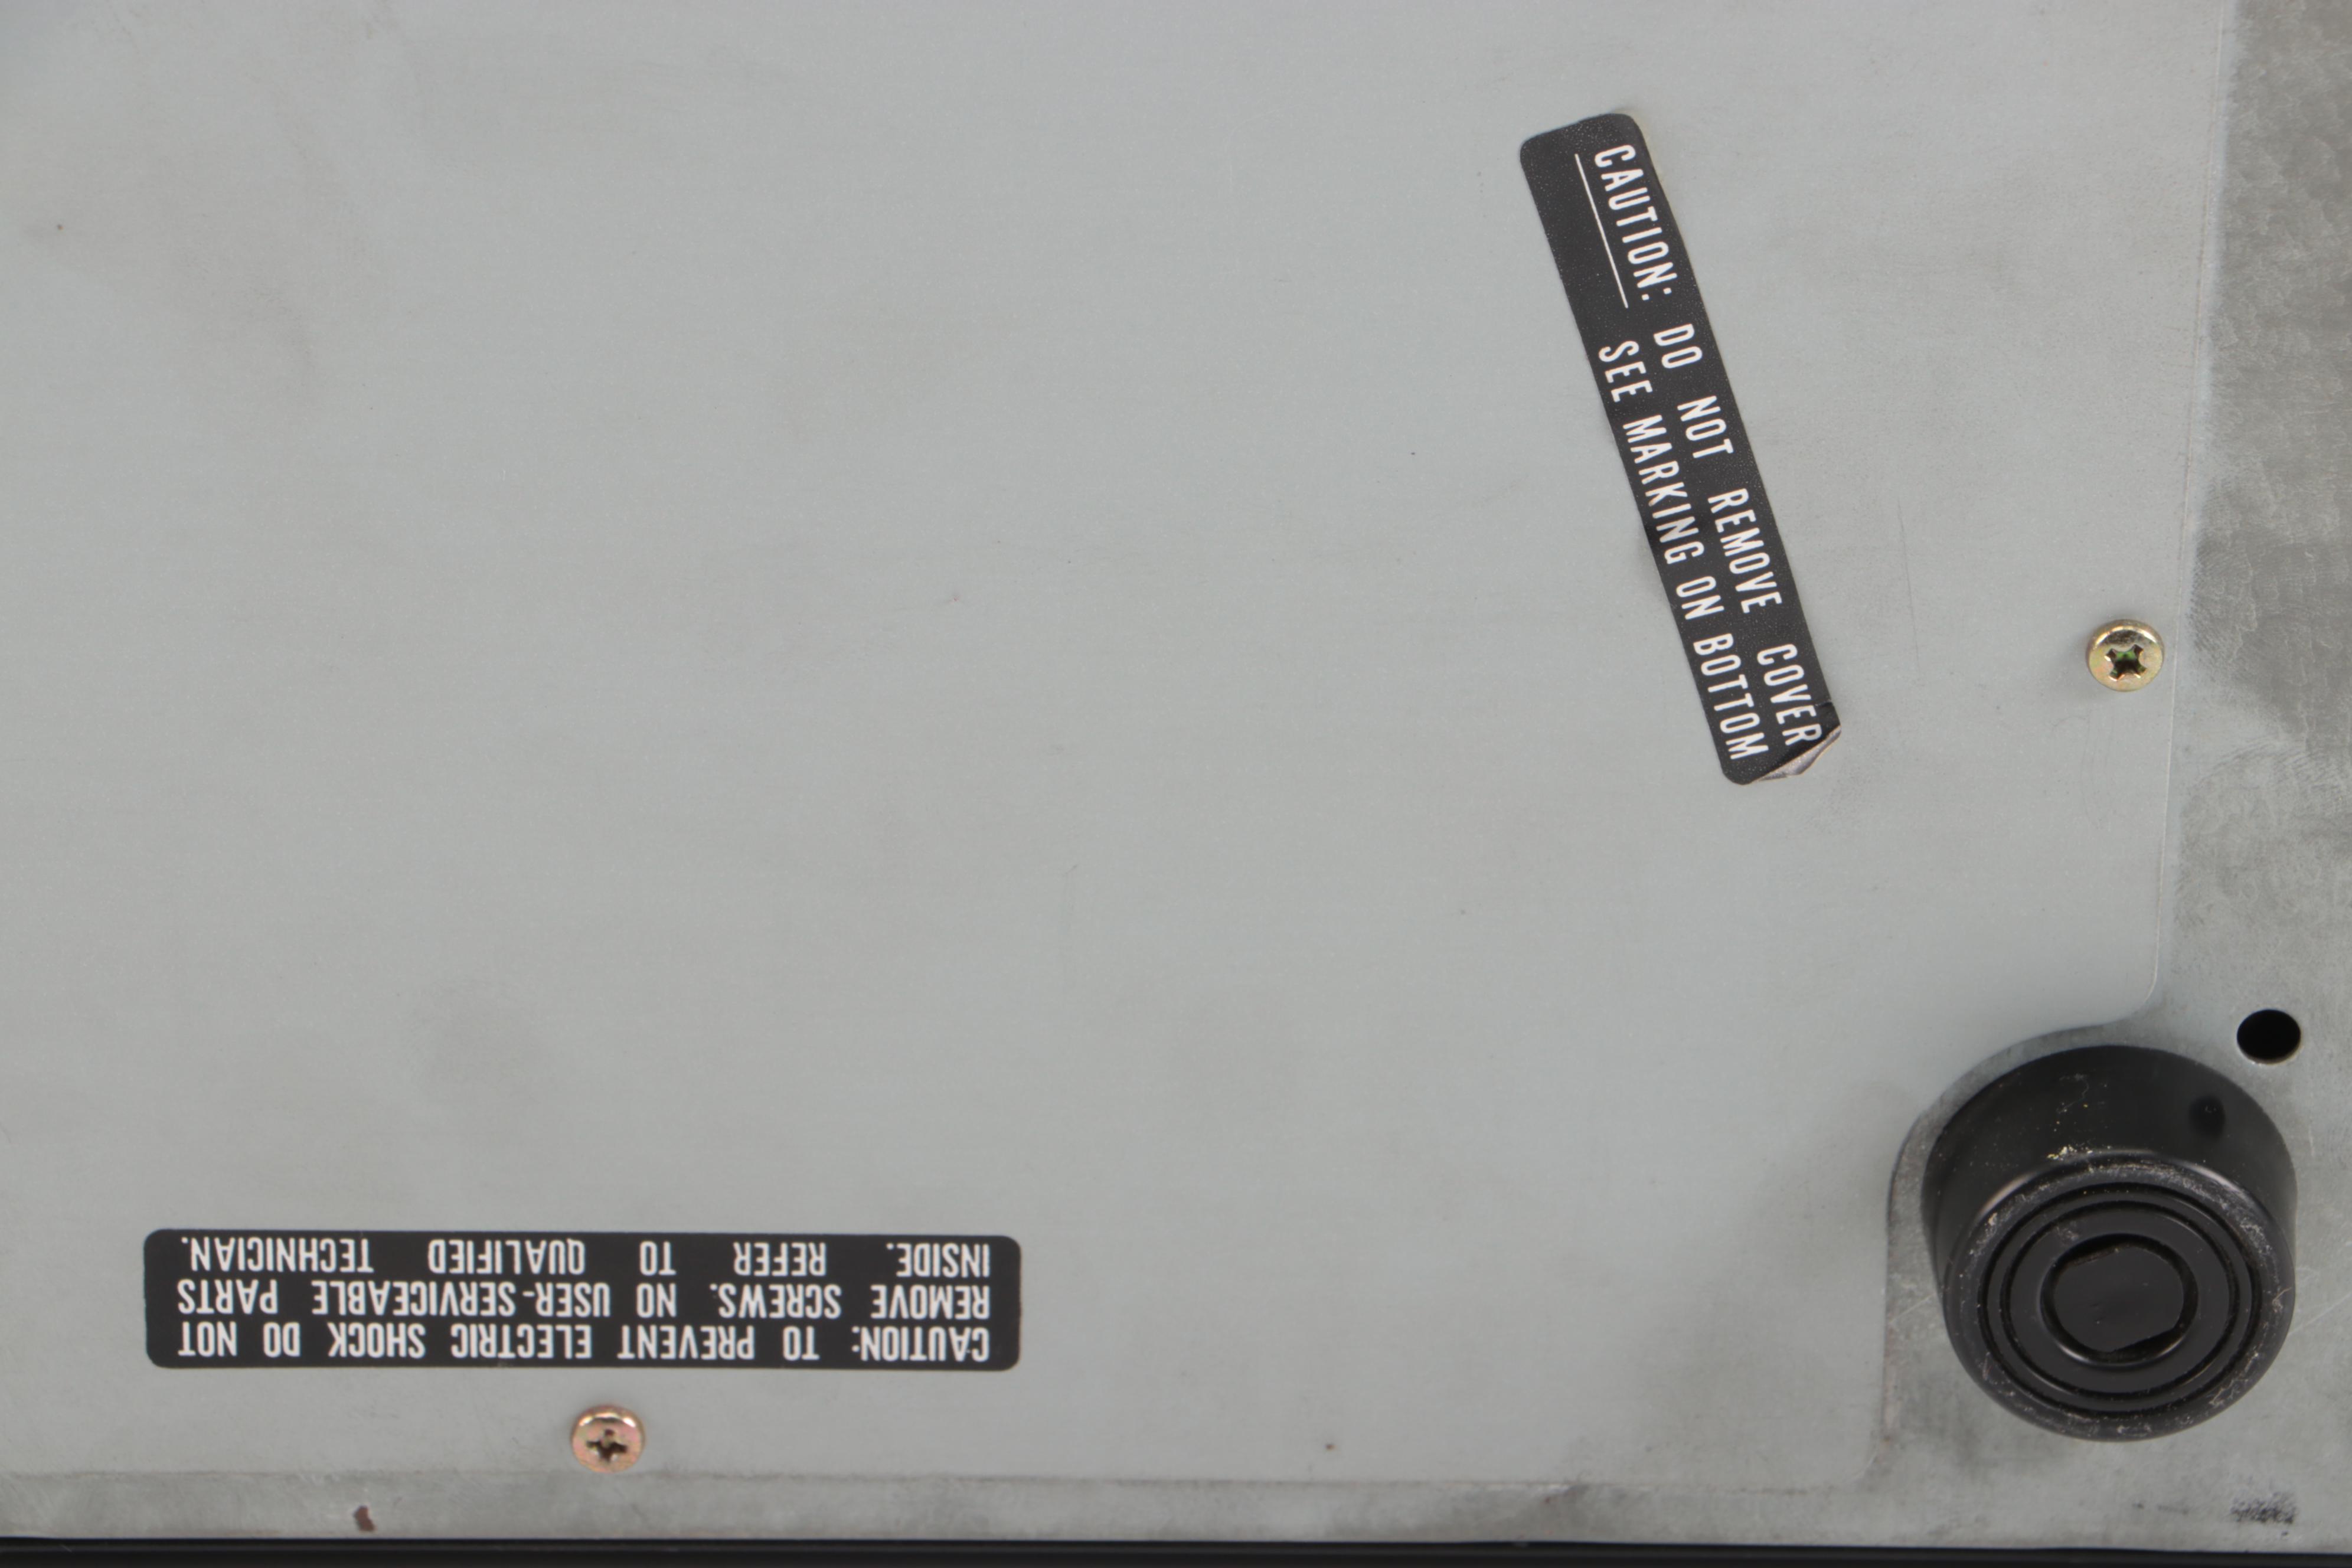 CAUTION: DO NOT REMOVE COVER
SEE MARKING ON BOTTOM
CAUTION: TO PREVENT ELECTRIC SHOCK DO NOT
REMOVE SCREWS. NO USER-SERVICEABLE PARTS
INSIDE. REFER TO QUALIFIED TECHNICIAN.